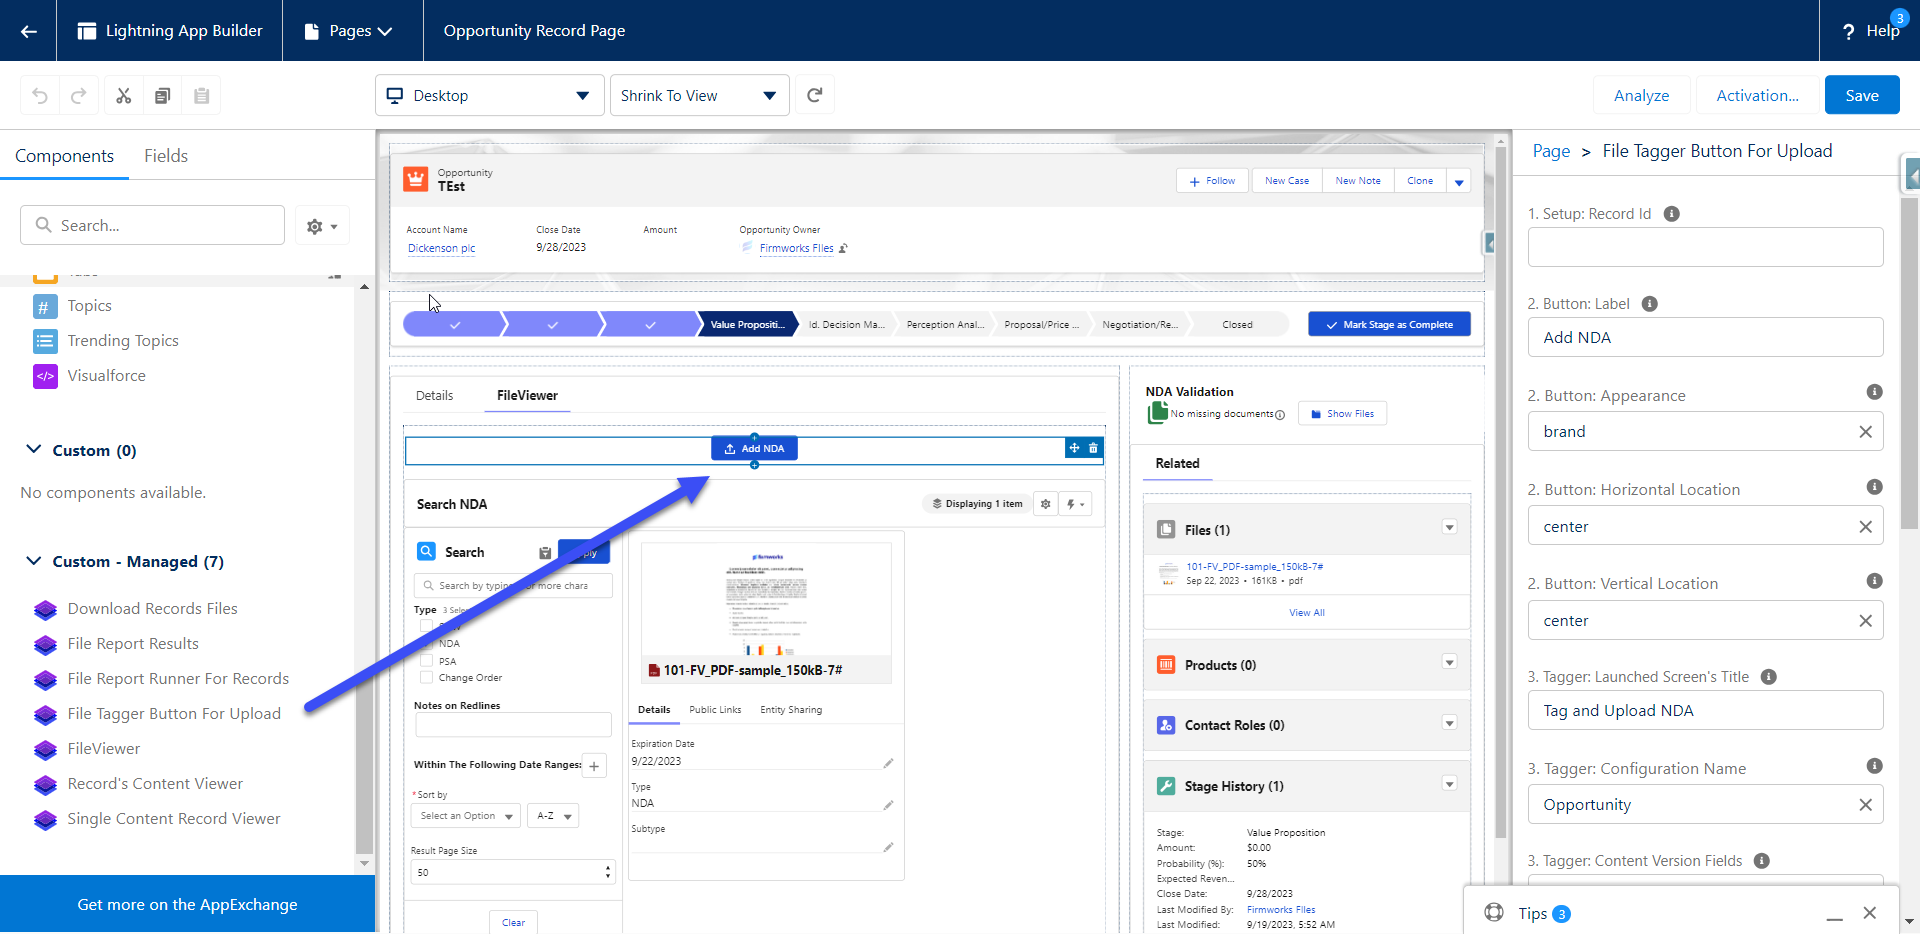 Lightning App Builder
Pages
Opportunity Record Page
3
? Help
Desktop
Shrink To View
Analyze
Activation...
Save
Components
Fields
Search...
# Topics
Trending Topics
</> Visualforce
Custom (0)
No components available.
Custom - Managed (7)
Download Records Files
File Report Results
File Report Runner For Records
File Tagger Button For Upload
FileViewer
Record's Content Viewer
Single Content Record Viewer
Get more on the AppExchange
Opportunity
TEst
+ Follow
New Case
New Note
Clone
Account Name
Dickenson plc
Close Date
9/28/2023
Amount
Opportunity Owner
Firmworks FIles
Value Propositi...
Id. Decision Ma...
Perception Anal...
Proposal/Price ...
Negotiation/Re...
Closed
Mark Stage as Complete
Details
FileViewer
Add NDA
Search NDA
Displaying 1 item
Search
Search by typing
or more chara
Type
NDA
PSA
Change Order
Notes on Redlines
Within The Following Date Ranges:
+
*Sort by
Select an Option
A-Z
Result Page Size
50
Clear
firmworks
101-FV_PDF-sample_150kB-7#
Details
Public Links
Entity Sharing
Expiration Date
9/22/2023
Type
NDA
Subtype
NDA Validation
No missing documents
Show Files
Related
Files (1)
101-FV_PDF-sample_150kB-7#
Sep 22, 2023 • 161KB • pdf
View All
Products (0)
Contact Roles (0)
Stage History (1)
Stage: Value Proposition
Amount: $0.00
Probability (%): 50%
Expected Reven...
Close Date: 9/28/2023
Last Modified By: Firmworks FIles
Last Modified: 9/19/2023, 5:52 AM
Page > File Tagger Button For Upload
1. Setup: Record Id
2. Button: Label
Add NDA
2. Button: Appearance
brand
2. Button: Horizontal Location
center
2. Button: Vertical Location
center
3. Tagger: Launched Screen's Title
Tag and Upload NDA
3. Tagger: Configuration Name
Opportunity
3. Tagger: Content Version Fields
Tips 3